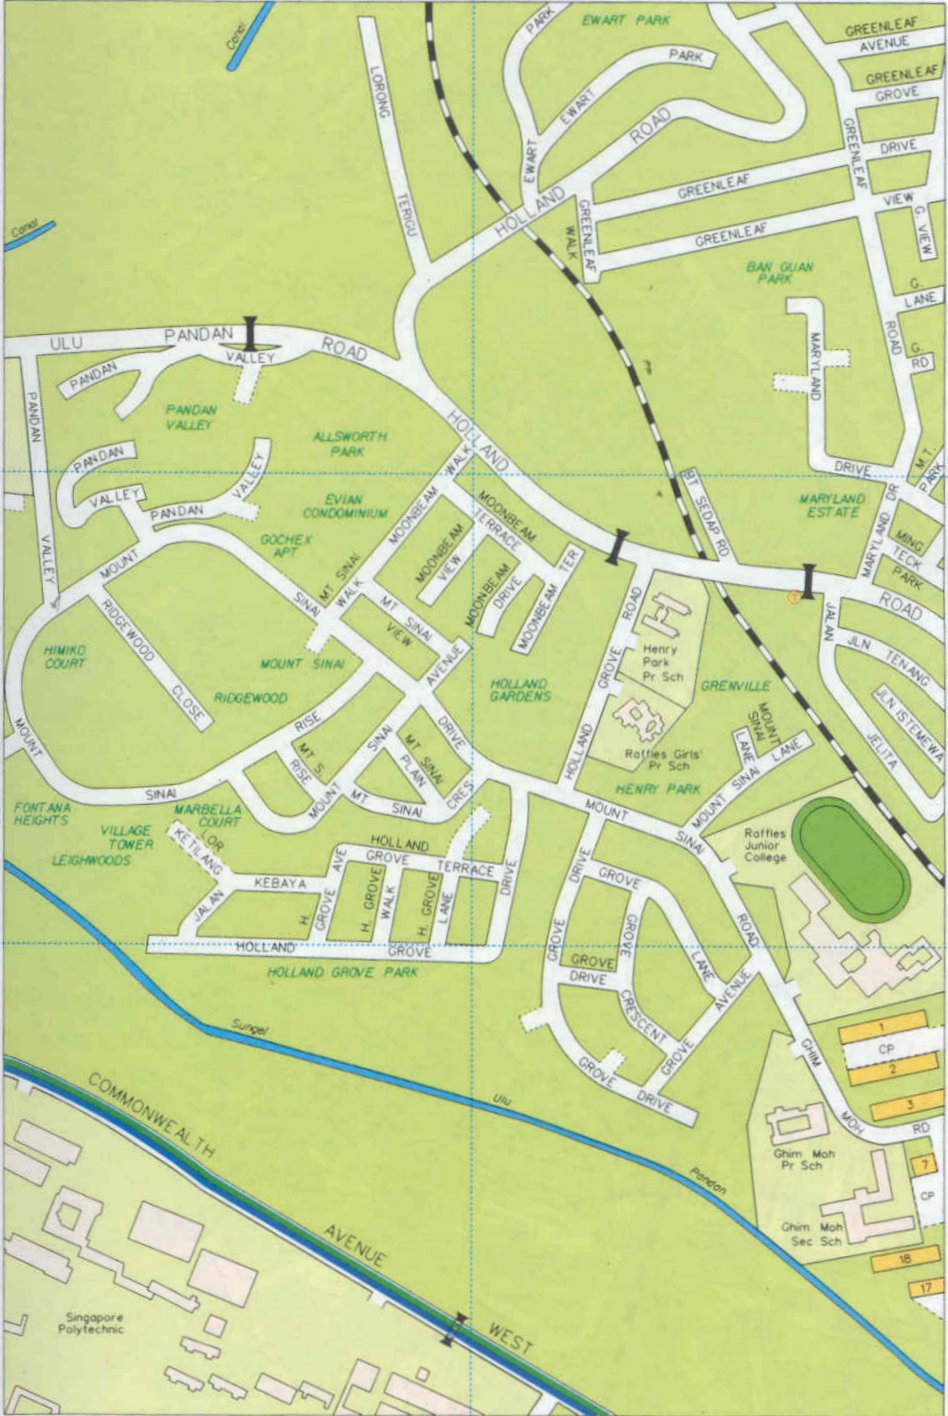 Canal
PARK
EWART PARK
GREENLEAF
AVENUE
PARK
GREENLEAF
GROVE
LORONG
EWART
ROAD
GREENLEAF
DRIVE
EWART
GREENLEAF
TERIGU
HOLLAND
GREENLEAF
WALK
VIEW
G. VIEW
Canal
GREENLEAF
BAN GUAN
PARK
G.
LANE
ULU
PANDAN
ROAD
ROAD
G.
RD
VALLEY
PANDAN
MARYLAND
PANDAN
PANDAN
VALLEY
ALLSWORTH
PARK
HOLLAND
PANDAN
WALK
VALLEY
DRIVE
M.T.
PARK
VALLEY
PANDAN
EVIAN
CONDOMINIUM
MOONBEAM
MOONBEAM
TERRACE
BT SEDAP RD
MARYLAND
ESTATE
MARYLAND DR
MING
TECK
PARK
GOCHEX
APT
MOUNT
VALLEY
MOONBEAM
VIEW
SINAI
MT SINAI
WALK
MT SINAI
VIEW
MOONBEAM
DRIVE
MOONBEAM TER
ROAD
ROAD
JALAN
RIDGEWOOD
CLOSE
HIMIKO
COURT
MOUNT SINAI
AVENUE
Henry
Park
Pr Sch
JLN TENANG
RIDGEWOOD
HOLLAND
GARDENS
GROVE
GRENVILLE
JLN ISTEMEWA
JELITA
MOUNT
RISE
SINAI
DRIVE
MOUNT
SINAI
LANE
MT S
RISE
MT SINAI
PLAIN
HOLLAND
Raffles Girls'
Pr Sch
MOUNT SINAI LANE
SINAI
MOUNT
MT SINAI CRES
HENRY PARK
FONTANA
HEIGHTS
MARBELLA
COURT
MOUNT
SINAI
VILLAGE
TOWER
LEIGHWOODS
LOR
KETILANG
HOLLAND
GROVE
TERRACE
Raffles
Junior
College
AVE
KEBAYA
DRIVE
DRIVE
GROVE
JALAN
H.
GROVE
H. GROVE
WALK
H. GROVE
LANE
GROVE
ROAD
HOLLAND
GROVE
GROVE
GROVE
DRIVE
LANE
HOLLAND GROVE PARK
AVENUE
CRESCENT
Sungei
GROVE
GHIM
1
CP
2
GROVE
DRIVE
COMMONWEALTH
Ulu
3
MOH
RD
Ghim Moh
Pr Sch
7
Pandan
CP
AVENUE
Ghim Moh
Sec Sch
18
17
Singapore
Polytechnic
WEST